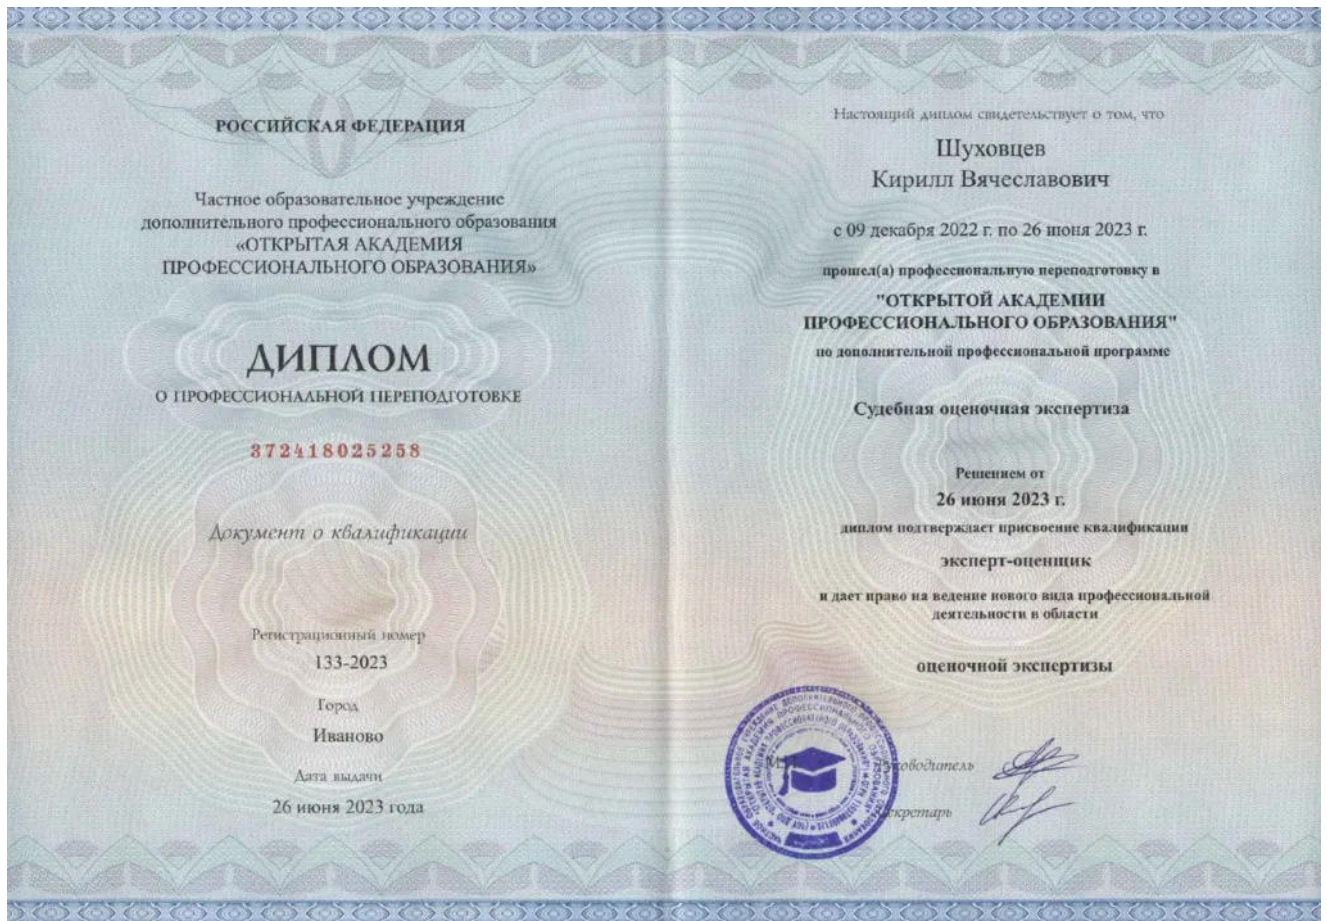 РОССИЙСКАЯ ФЕДЕРАЦИЯ
Частное образовательное учреждение
дополнительного профессионального образования
«ОТКРЫТАЯ АКАДЕМИЯ
ПРОФЕССИОНАЛЬНОГО ОБРАЗОВАНИЯ»
ДИПЛОМ
О ПРОФЕССИОНАЛЬНОЙ ПЕРЕПОДГОТОВКЕ
372418025258
Документ о квалификации
Регистрационный номер
133-2023
Город
Иваново
Дата выдачи
26 июня 2023 года
Настоящий диплом свидетельствует о том, что
Шуховцев
Кирилл Вячеславович
с 09 декабря 2022 г. по 26 июня 2023 г.
прошел(а) профессиональную переподготовку в
"ОТКРЫТОЙ АКАДЕМИИ
ПРОФЕССИОНАЛЬНОГО ОБРАЗОВАНИЯ"
по дополнительной профессиональной программе
Судебная оценочная экспертиза
Решением от
26 июня 2023 г.
диплом подтверждает присвоение квалификации
эксперт-оценщик
и дает право на ведение нового вида профессиональной
деятельности в области
оценочной экспертизы
Руководитель
Секретарь